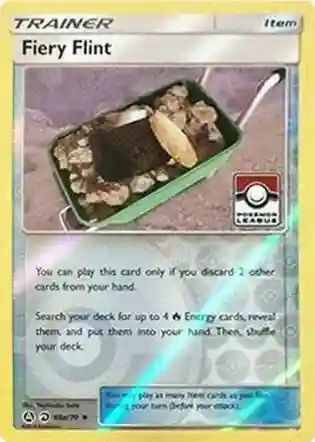 TRAINER Item
Fiery Flint
POKÉMON
LEAGUE
You can play this card only if you discard 2 other
cards from your hand.
Search your deck for up to 4 Energy cards, reveal
them, and put them into your hand. Then, shuffle
your deck.
You may play as many Item cards as you like
during your turn (before your attack).
Illus.
60a/70